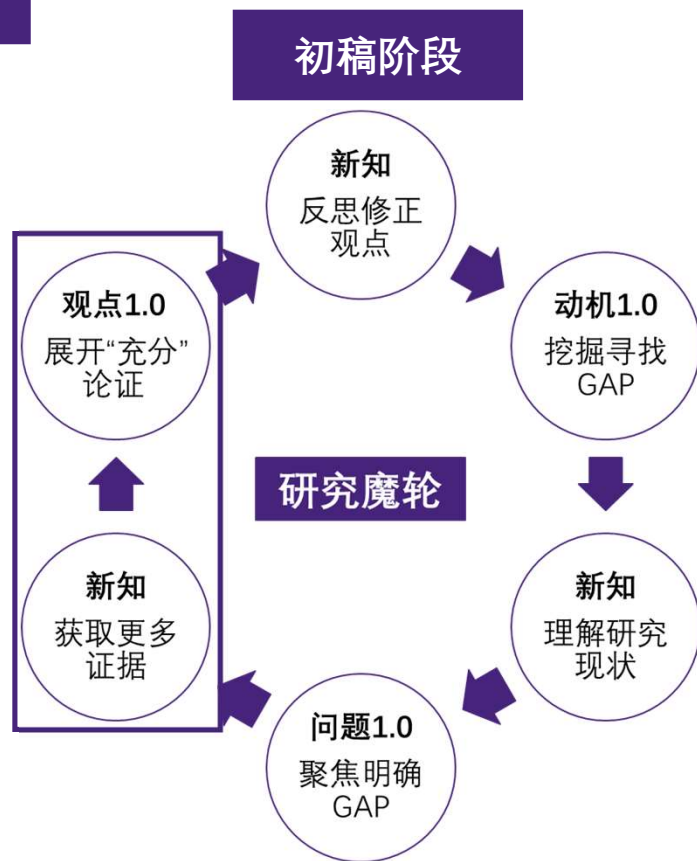 初稿阶段
新知
反思修正
观点
动机1.0
挖掘寻找
GAP
新知
理解研究
现状
问题1.0
聚焦明确
GAP
新知
获取更多
证据
观点1.0
展开“充分”
论证
研究魔轮